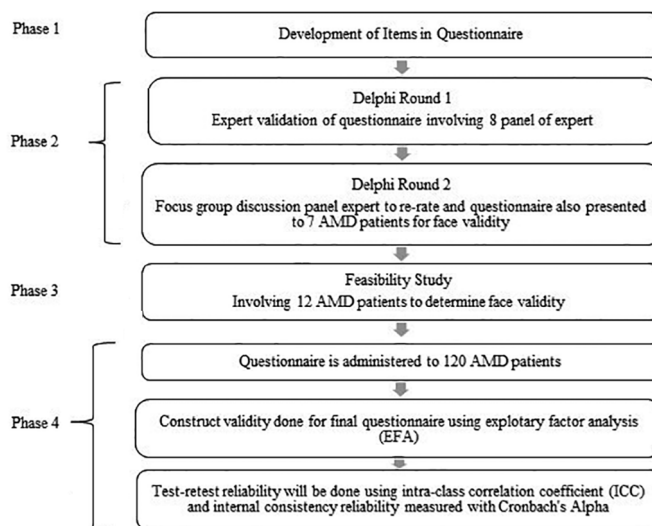 Phase 1
Development of Items in Questionnaire
Phase 2
Delphi Round 1
Expert validation of questionnaire involving 8 panel of expert
Delphi Round 2
Focus group discussion panel expert to re-rate and questionnaire also presented
to 7 AMD patients for face validity
Phase 3
Feasibility Study
Involving 12 AMD patients to determine face validity
Phase 4
Questionnaire is administered to 120 AMD patients
Construct validity done for final questionnaire using explotary factor analysis
(EFA)
Test-retest reliability will be done using intra-class correlation coefficient (ICC)
and internal consistency reliability measured with Cronbach's Alpha